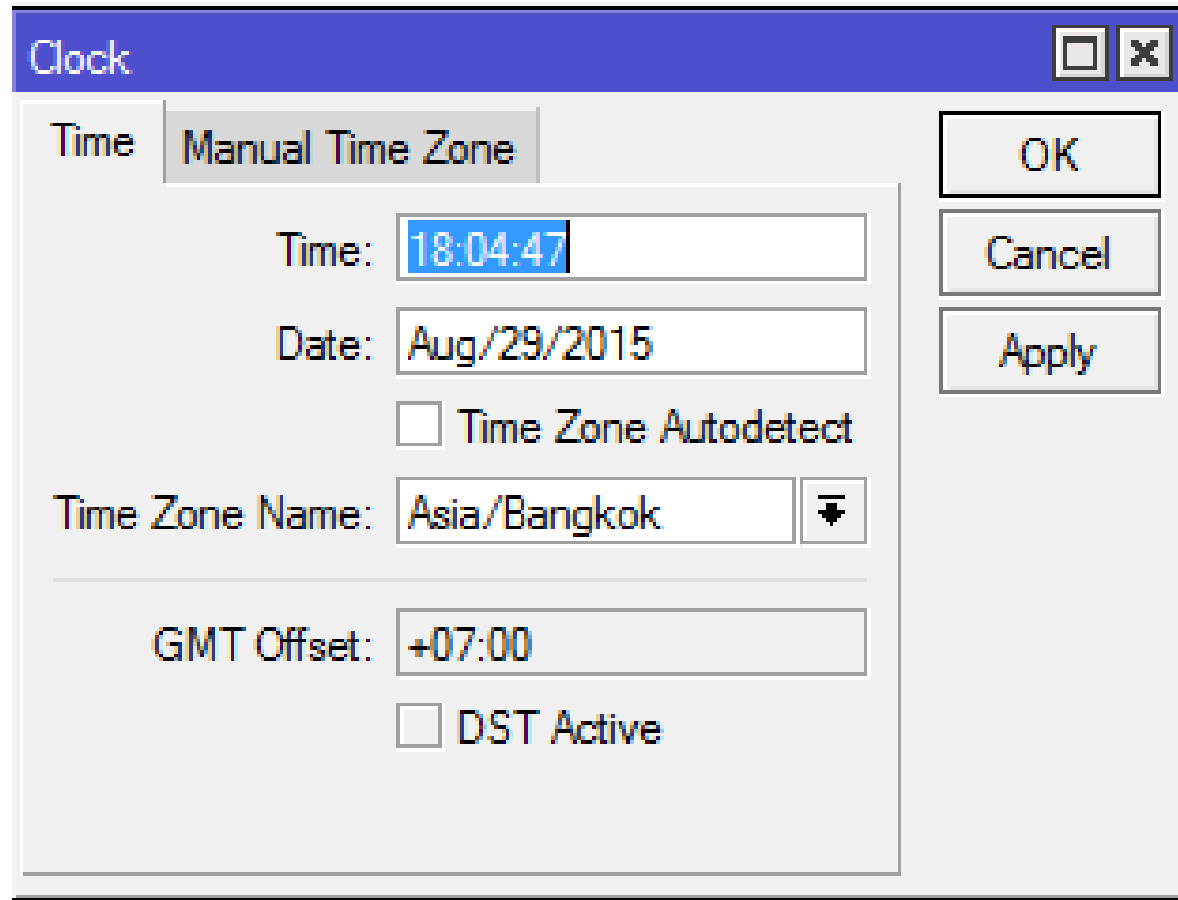 Clock
Time Manual Time Zone
OK
Time: 18:04:47
Cancel
Date: Aug/29/2015
Apply
Time Zone Autodetect
Time Zone Name: Asia/Bangkok
GMT Offset: +07:00
DST Active